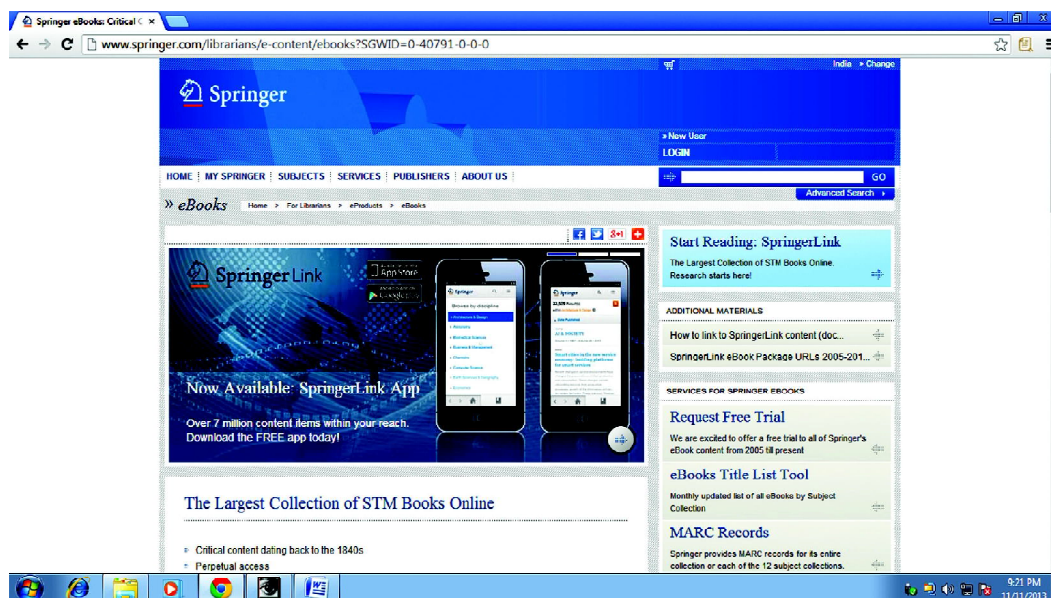 Springer eBooks: Critical C ×
www.springer.com/librarians/e-content/ebooks?SGWID=0-40791-0-0-0
India » Change
Springer
» New User
LOGIN
HOME MY SPRINGER SUBJECTS SERVICES PUBLISHERS ABOUT US
GO
Advanced Search
» eBooks Home > For Librarians > eProducts > eBooks
Springer Link
App Store
Now Available: SpringerLink App
Over 7 million content items within your reach.
Download the FREE app today!
Springer
Springer
Start Reading: SpringerLink
The Largest Collection of STM Books Online.
Research starts here!
ADDITIONAL MATERIALS
How to link to SpringerLink content (doc...
SpringerLink eBook Package URLs 2005-201...
SERVICES FOR SPRINGER EBOOKS
Request Free Trial
We are excited to offer a free trial to all of Springer's
eBook content from 2005 till present
eBooks Title List Tool
Monthly updated list of all eBooks by Subject
Collection
MARC Records
Springer provides MARC records for its entire
collection or each of the 12 subject collections.
The Largest Collection of STM Books Online
Critical content dating back to the 1840s
Perpetual access
9:21 PM
11/11/2013